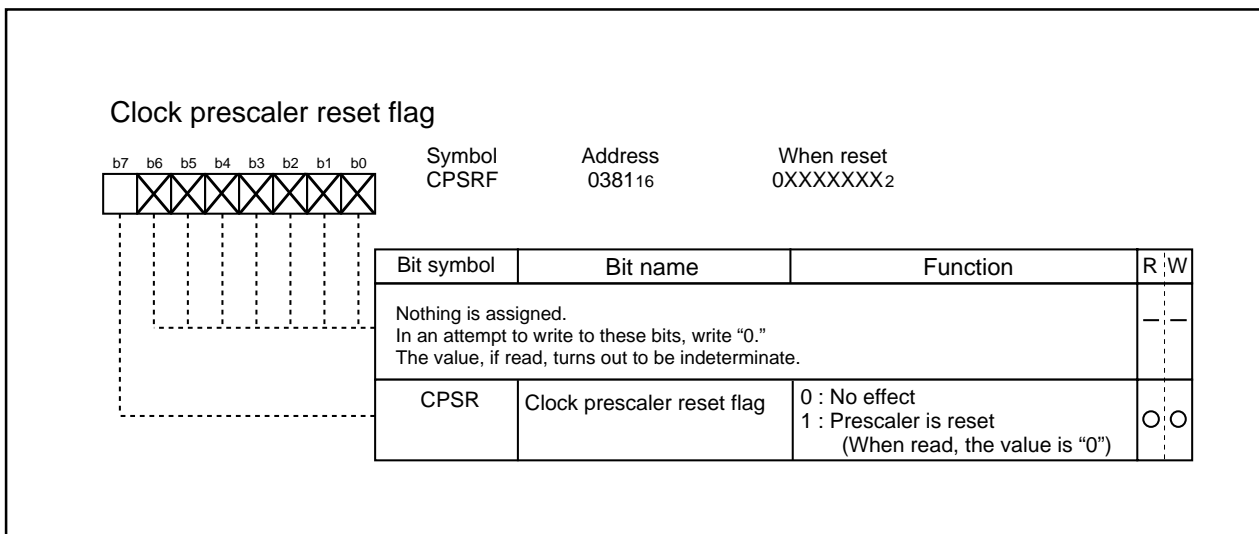 Clock prescaler reset flag
b7 b6 b5 b4 b3 b2 b1 b0
Symbol Address When reset
CPSRF 038116 0XXXXXXX2
Bit symbol Bit name Function R W
Nothing is assigned.
In an attempt to write to these bits, write “0.”
The value, if read, turns out to be indeterminate.
— —
CPSR Clock prescaler reset flag 0 : No effect
1 : Prescaler is reset
(When read, the value is “0”)